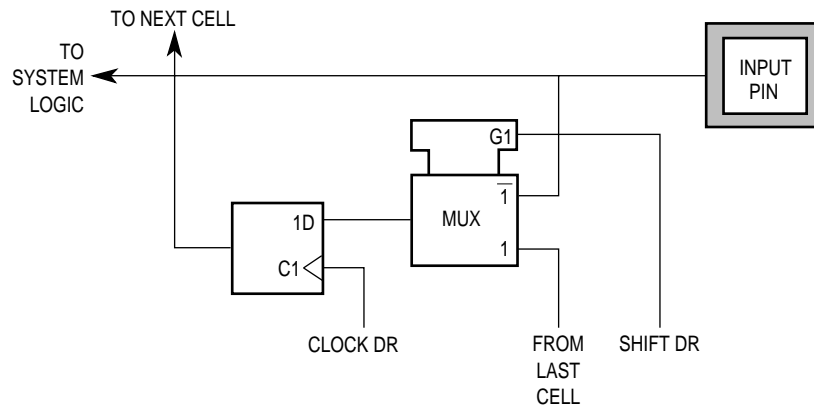 TO NEXT CELL
TO
SYSTEM
LOGIC
INPUT
PIN
G1
1
MUX
1
1D
C1
CLOCK DR
FROM
LAST
CELL
SHIFT DR